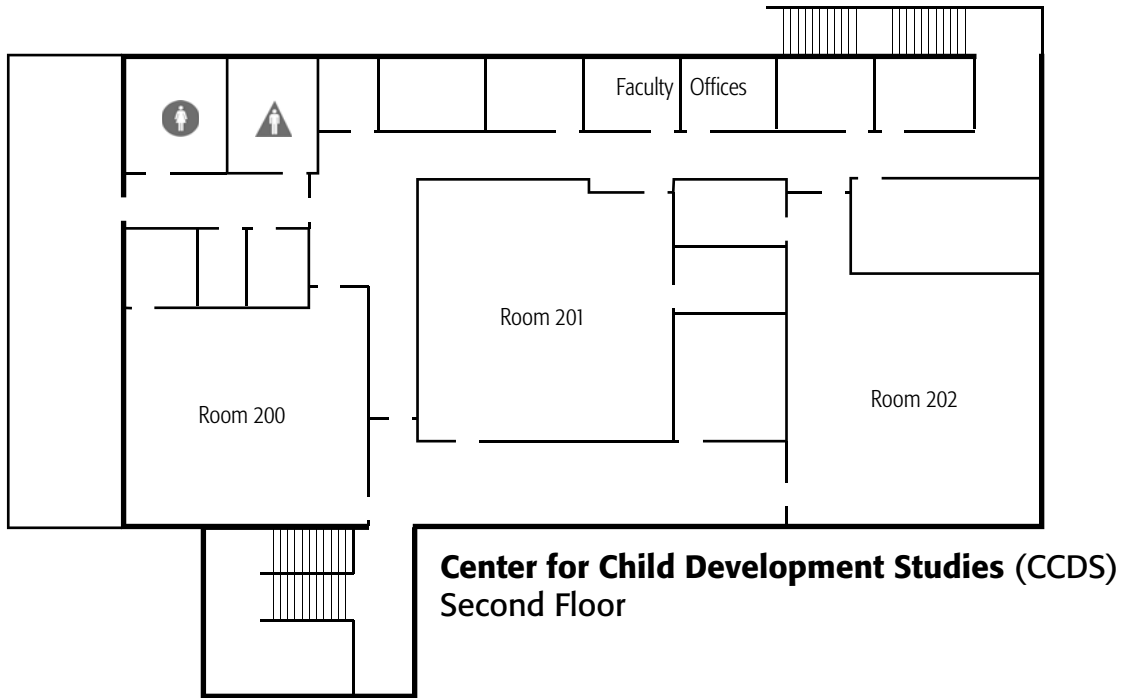 Faculty Offices
Room 201
Room 202
Room 200
Center for Child Development Studies (CCDS)
Second Floor